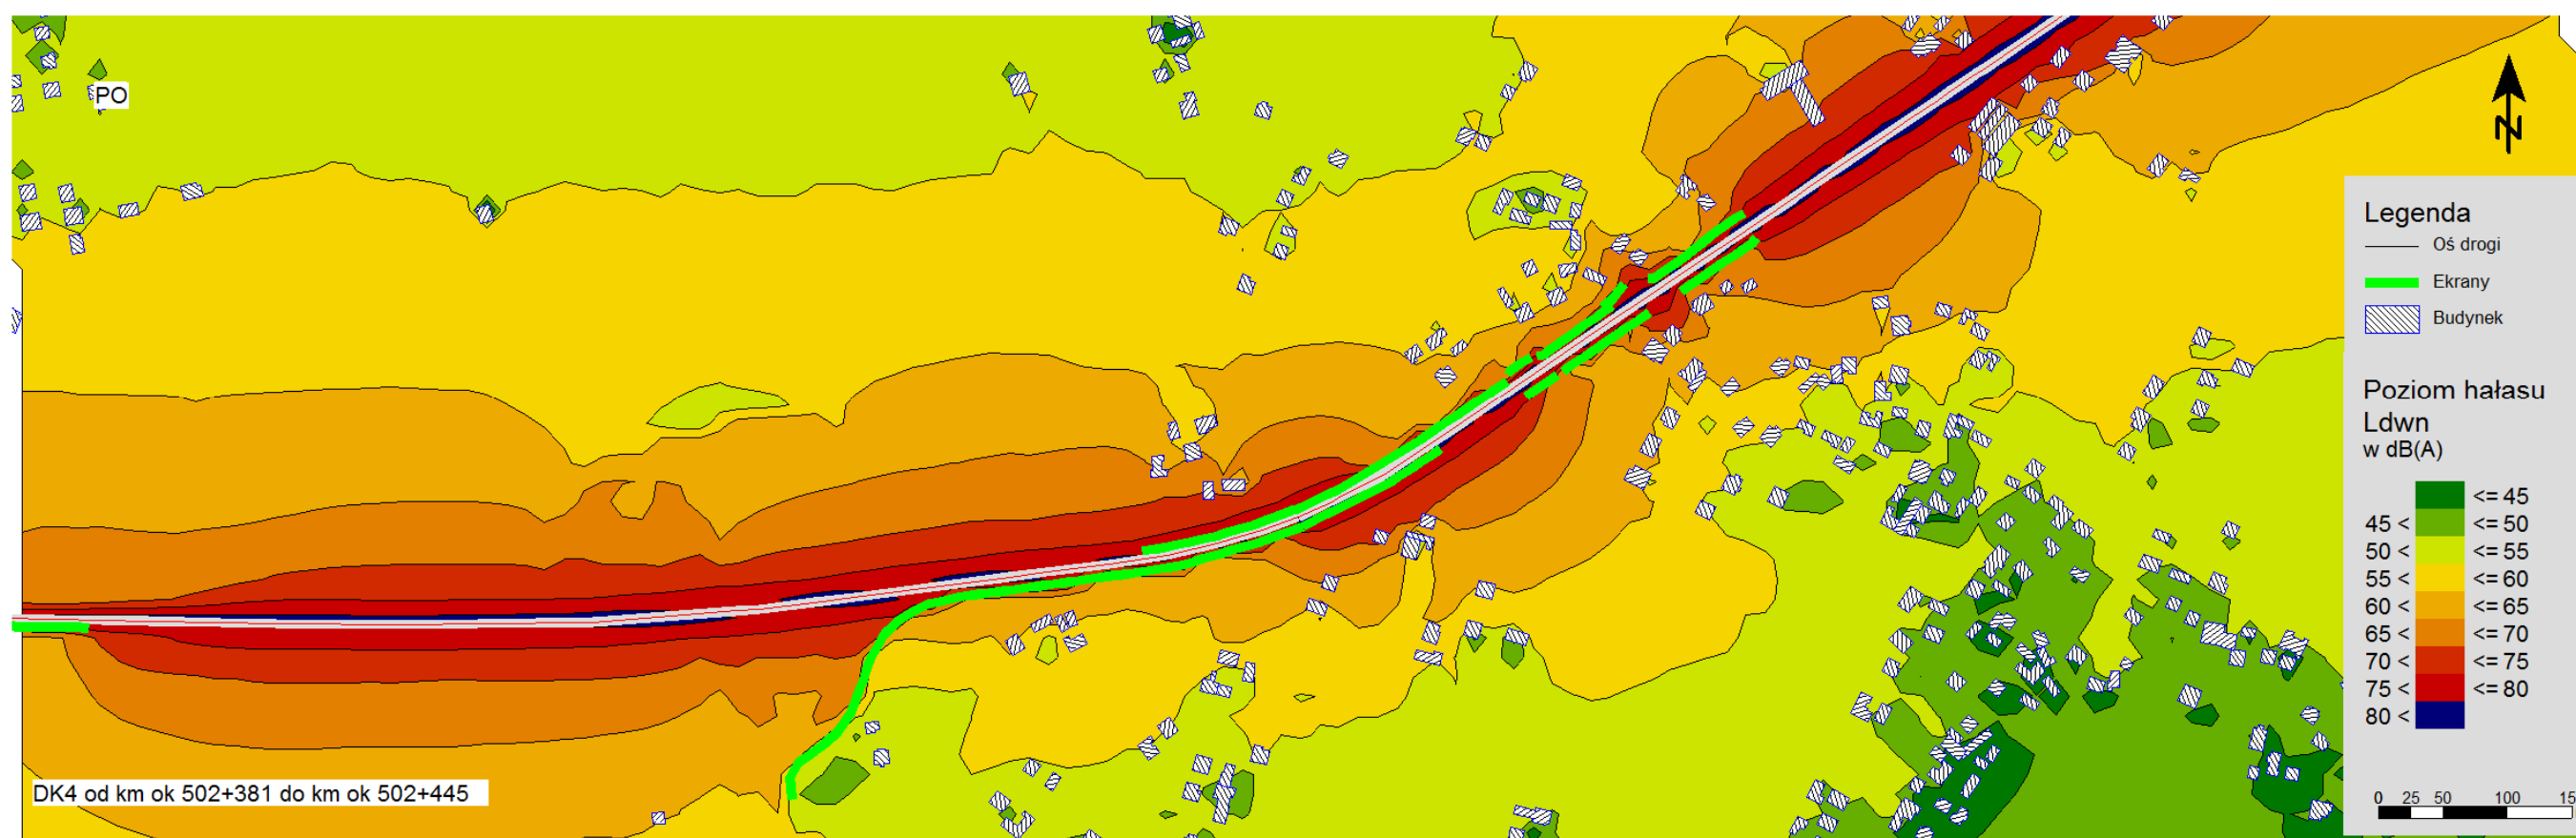 PO
N
Legenda
Oś drogi
Ekrany
Budynek
Poziom hałasu
Ldwn
w dB(A)
<= 45
45 < <= 50
50 < <= 55
55 < <= 60
60 < <= 65
65 < <= 70
70 < <= 75
75 < <= 80
80 <
DK4 od km ok 502+381 do km ok 502+445
0 25 50 100 15